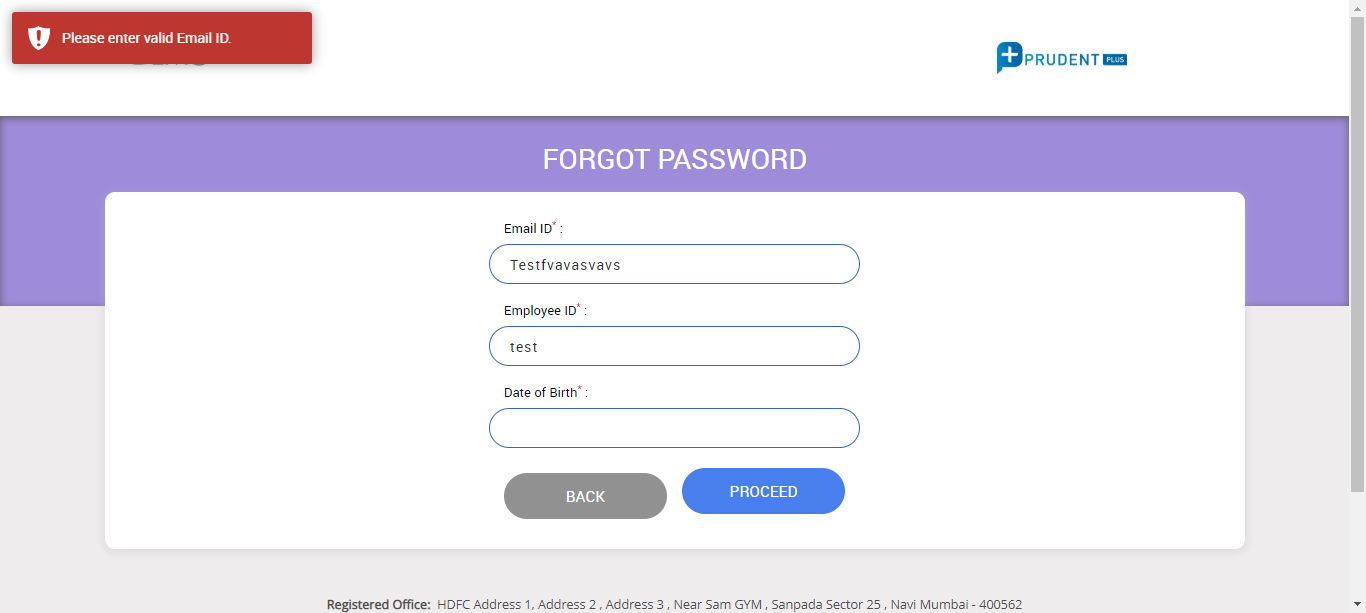 Please enter valid Email ID.
PRUDENT PLUS
FORGOT PASSWORD
Email ID* :
Testfvavasvavs
Employee ID* :
test
Date of Birth* :
BACK
PROCEED
Registered Office: HDFC Address 1, Address 2 , Address 3 , Near Sam GYM , Sanpada Sector 25 , Navi Mumbai - 400562